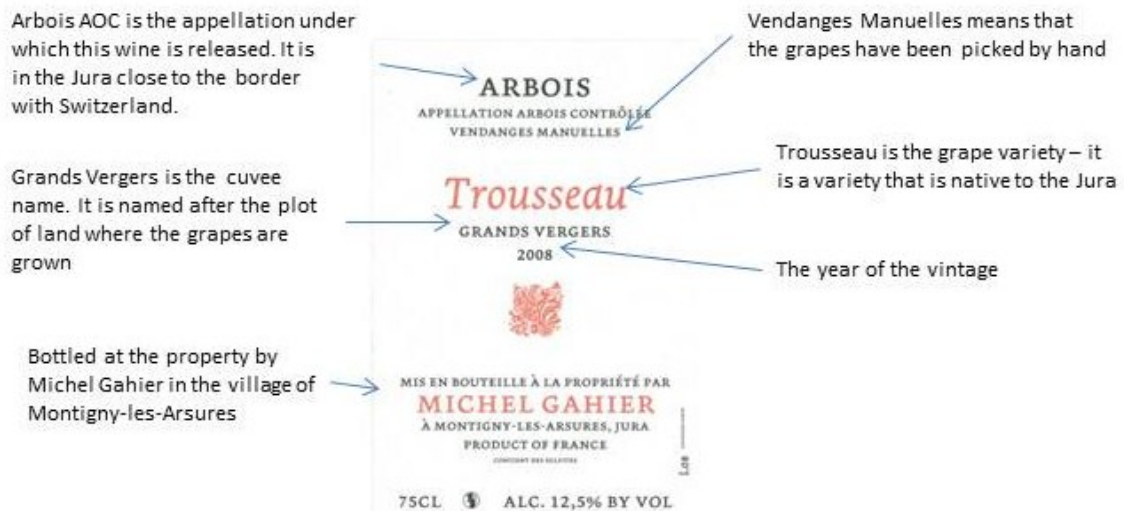 Arbois AOC is the appellation under
which this wine is released. It is
in the Jura close to the border
with Switzerland.
Grands Vergers is the cuvee
name. It is named after the plot
of land where the grapes are
grown
Bottled at the property by
Michel Gahier in the village of
Montigny-les-Arsures
ARBOIS
APPELLATION ARBOIS CONTRÔLÉE
VENDANGES MANUELLES
Trousseau
GRANDS VERGERS
2008
MIS EN BOUTEILLE À LA PROPRIÉTÉ PAR
MICHEL GAHIER
À MONTIGNY-LES-ARSURES, JURA
PRODUCT OF FRANCE
CONTIENT DES SULFITES
L08
75CL ALC. 12,5% BY VOL
Vendanges Manuelles means that
the grapes have been picked by hand
Trousseau is the grape variety – it
is a variety that is native to the Jura
The year of the vintage